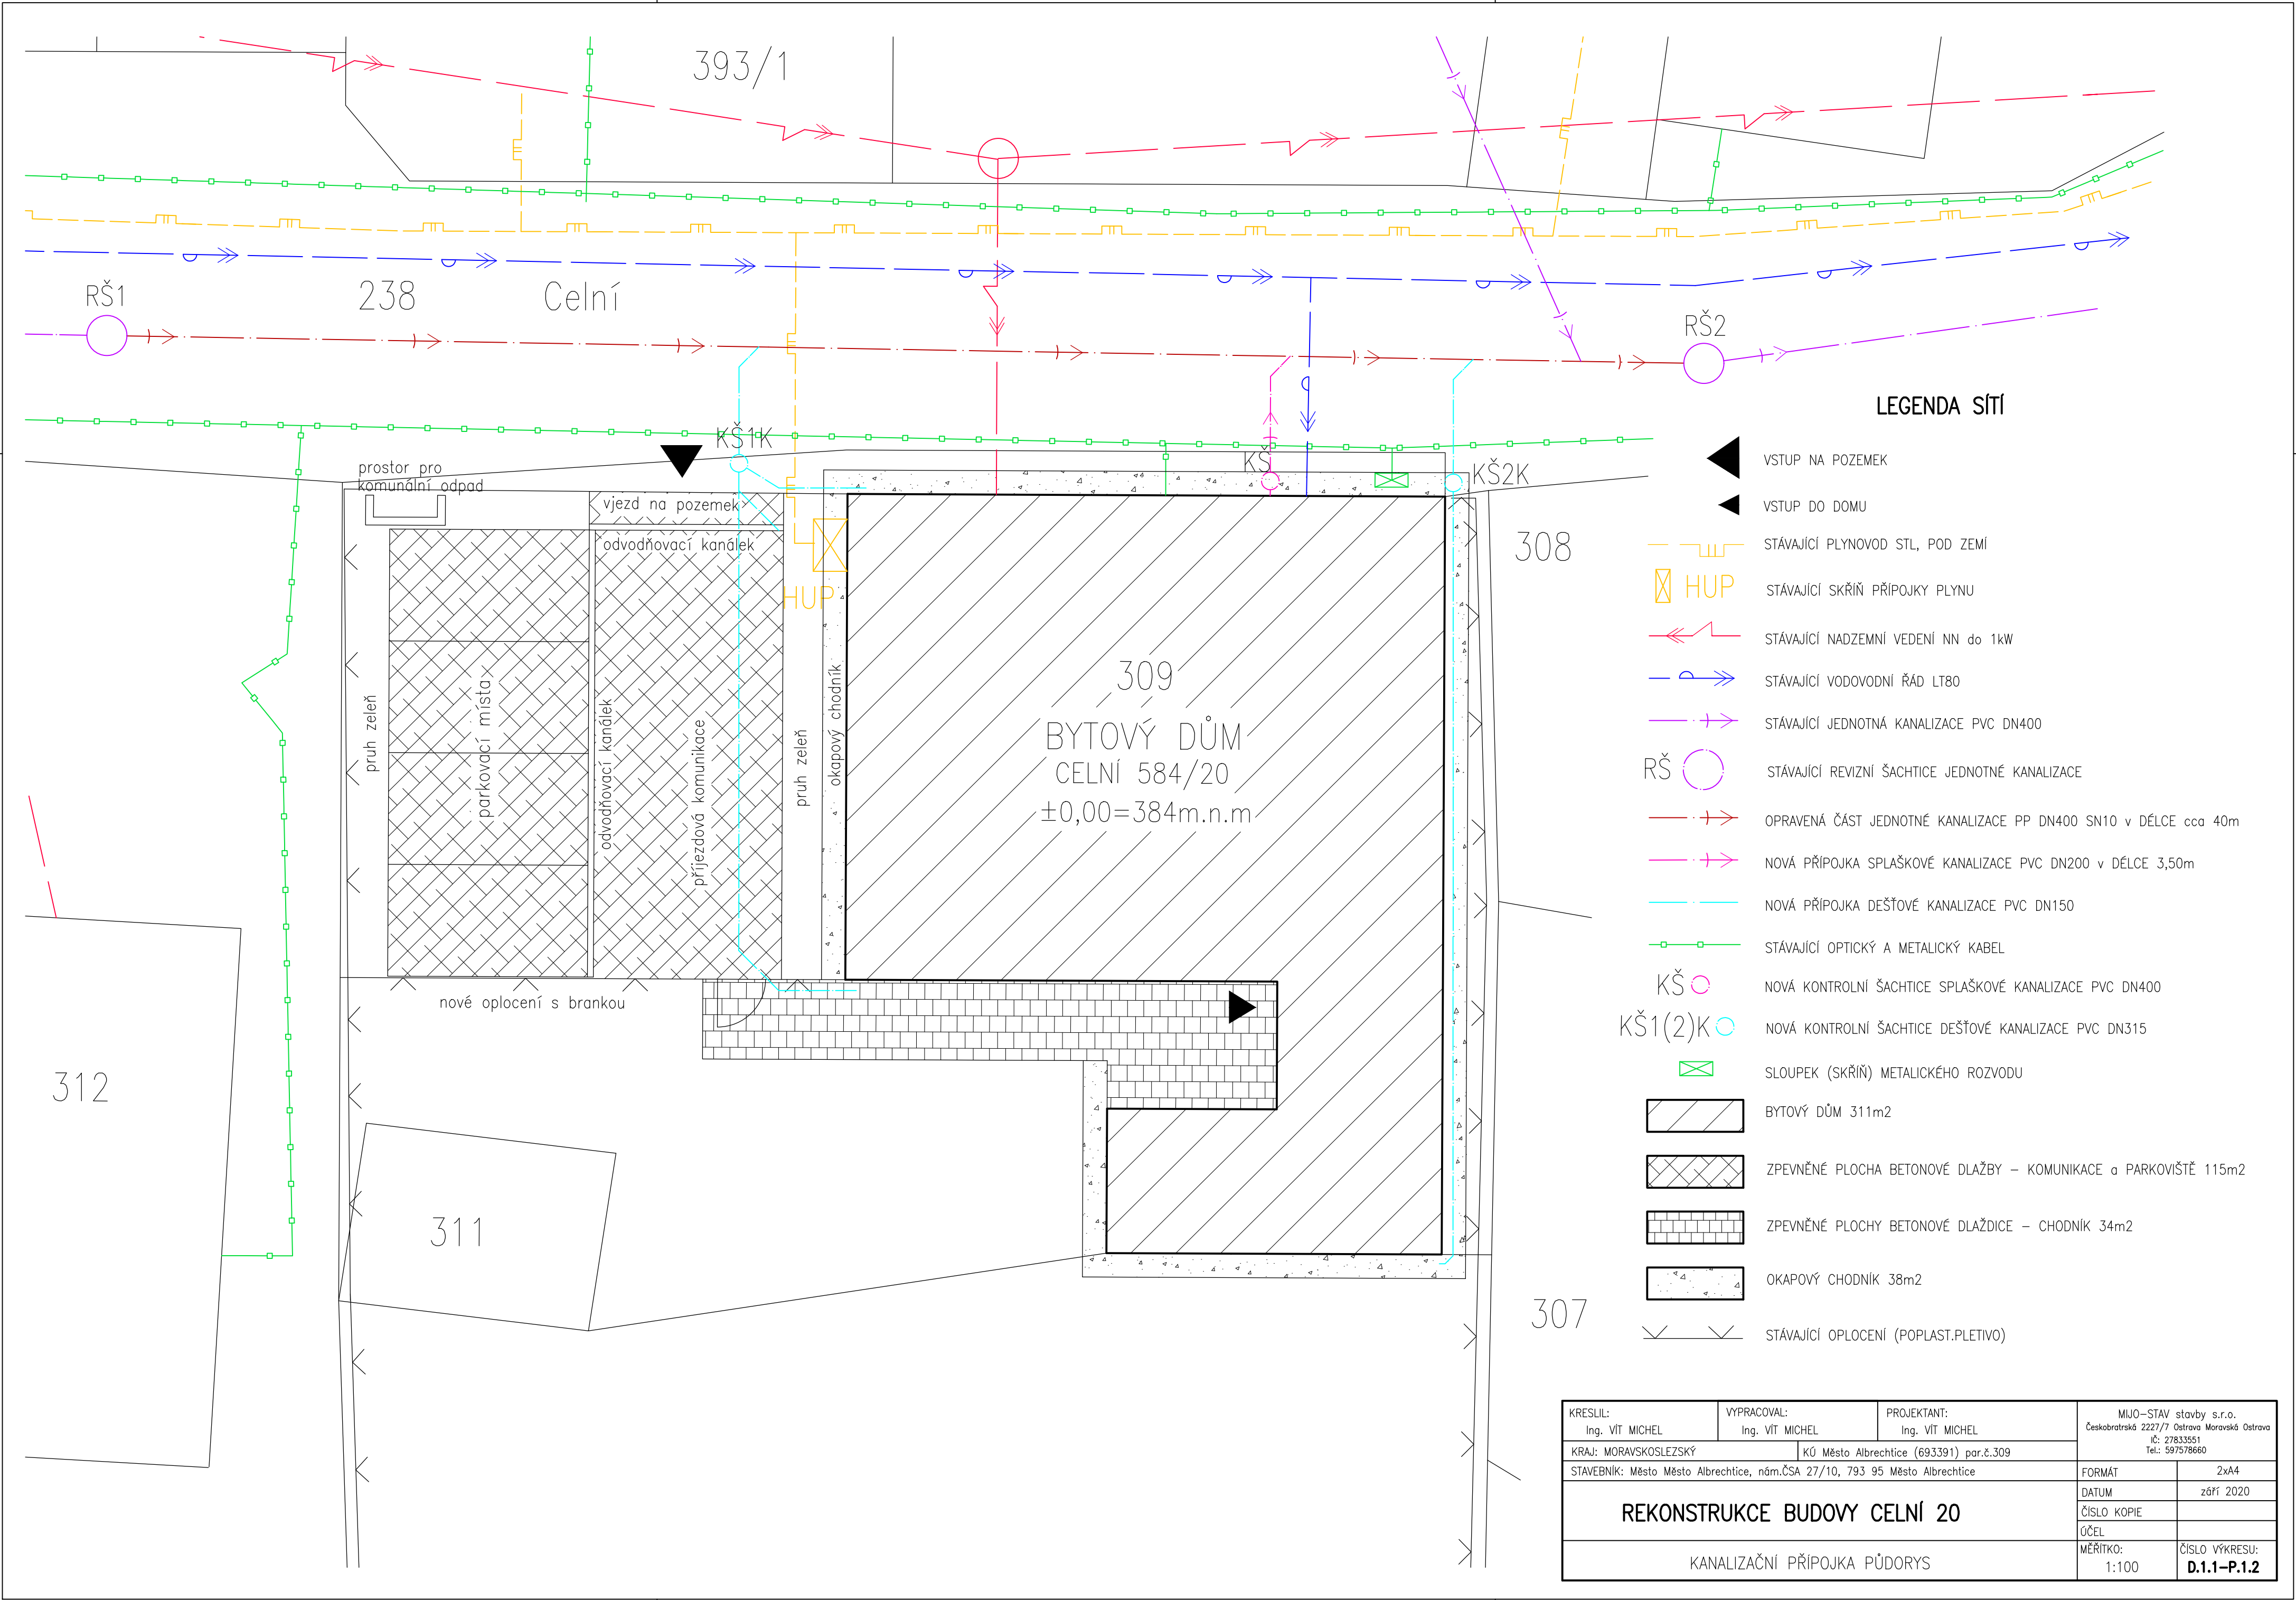 393/1
RŠ1
238
Celní
RŠ2
KŠ1K
KŠ
KŠ2K
prostor pro
komunální odpad
vjezd na pozemek
odvodňovací kanálek
HUP
308
pruh zeleň
parkovací místa
odvodňovací kanálek
příjezdová komunikace
pruh zeleň
okapový chodník
309
BYTOVÝ DŮM
CELNÍ 584/20
±0,00=384m.n.m
nové oplocení s brankou
312
311
307
LEGENDA SÍTÍ
VSTUP NA POZEMEK
VSTUP DO DOMU
STÁVAJÍCÍ PLYNOVOD STL, POD ZEMÍ
HUP STÁVAJÍCÍ SKŘÍŇ PŘÍPOJKY PLYNU
STÁVAJÍCÍ NADZEMNÍ VEDENÍ NN do 1kW
STÁVAJÍCÍ VODOVODNÍ ŘÁD LT80
STÁVAJÍCÍ JEDNOTNÁ KANALIZACE PVC DN400
RŠ STÁVAJÍCÍ REVIZNÍ ŠACHTICE JEDNOTNÉ KANALIZACE
OPRAVENÁ ČÁST JEDNOTNÉ KANALIZACE PP DN400 SN10 v DÉLCE cca 40m
NOVÁ PŘÍPOJKA SPLAŠKOVÉ KANALIZACE PVC DN200 v DÉLCE 3,50m
NOVÁ PŘÍPOJKA DEŠŤOVÉ KANALIZACE PVC DN150
STÁVAJÍCÍ OPTICKÝ A METALICKÝ KABEL
KŠ NOVÁ KONTROLNÍ ŠACHTICE SPLAŠKOVÉ KANALIZACE PVC DN400
KŠ1(2)K NOVÁ KONTROLNÍ ŠACHTICE DEŠŤOVÉ KANALIZACE PVC DN315
SLOUPEK (SKŘÍŇ) METALICKÉHO ROZVODU
BYTOVÝ DŮM 311m2
ZPEVNĚNÉ PLOCHA BETONOVÉ DLAŽBY – KOMUNIKACE a PARKOVIŠTĚ 115m2
ZPEVNĚNÉ PLOCHY BETONOVÉ DLAŽDICE – CHODNÍK 34m2
OKAPOVÝ CHODNÍK 38m2
STÁVAJÍCÍ OPLOCENÍ (POPLAST.PLETIVO)
KRESLIL:
Ing. VÍT MICHEL
VYPRACOVAL:
Ing. VÍT MICHEL
PROJEKTANT:
Ing. VÍT MICHEL
MIJO–STAV stavby s.r.o.
Českobratrská 2227/7 Ostrava Moravská Ostrava
IČ: 27833551
Tel.: 597578660
KRAJ: MORAVSKOSLEZSKÝ
KÚ Město Albrechtice (693391) par.č.309
STAVEBNÍK: Město Město Albrechtice, nám.ČSA 27/10, 793 95 Město Albrechtice
FORMÁT 2xA4
DATUM září 2020
ČÍSLO KOPIE
ÚČEL
REKONSTRUKCE BUDOVY CELNÍ 20
KANALIZAČNÍ PŘÍPOJKA PŮDORYS
MĚŘÍTKO:
1:100
ČÍSLO VÝKRESU:
D.1.1–P.1.2